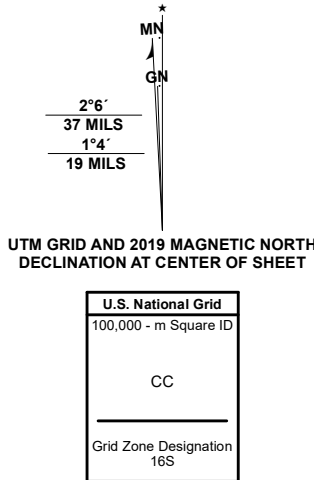 MN
GN
2°6´
37 MILS
1°4´
19 MILS
UTM GRID AND 2019 MAGNETIC NORTH
DECLINATION AT CENTER OF SHEET
U.S. National Grid
100,000 - m Square ID
CC
Grid Zone Designation
16S